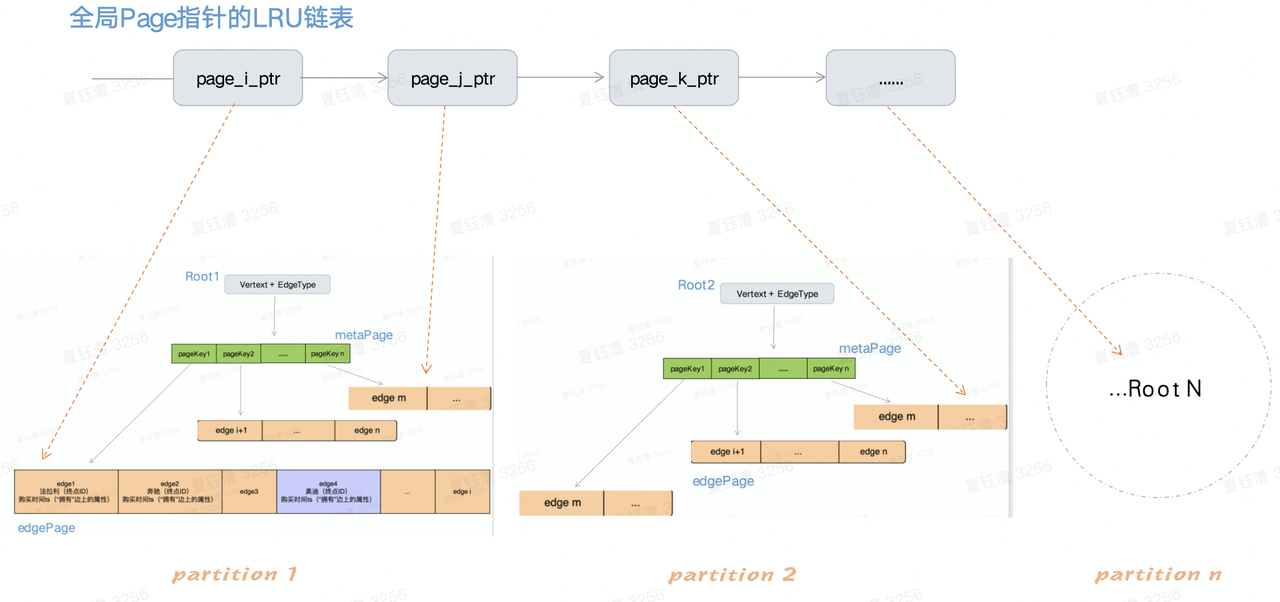 全局Page指针的LRU链表
page_i_ptr
page_j_ptr
page_k_ptr
......
Root1
Vertext + EdgeType
metaPage
pageKey1
pageKey2
......
pageKey n
edge m
...
edge i+1
...
edge n
edge1
法拉利（终点ID）
购买时间ts（“拥有”边上的属性）
edge2
奔驰（终点ID）
购买时间ts（“拥有”边上的属性）
edge3
edge4
奥迪（终点ID）
购买时间ts（“拥有”边上的属性）
...
edge i
edgePage
partition 1
Root2
Vertext + EdgeType
metaPage
pageKey1
pageKey2
......
pageKey n
edge m
...
edge i+1
...
edge n
edgePage
edge m
...
partition 2
...Root N
partition n
夏钰澧 3256